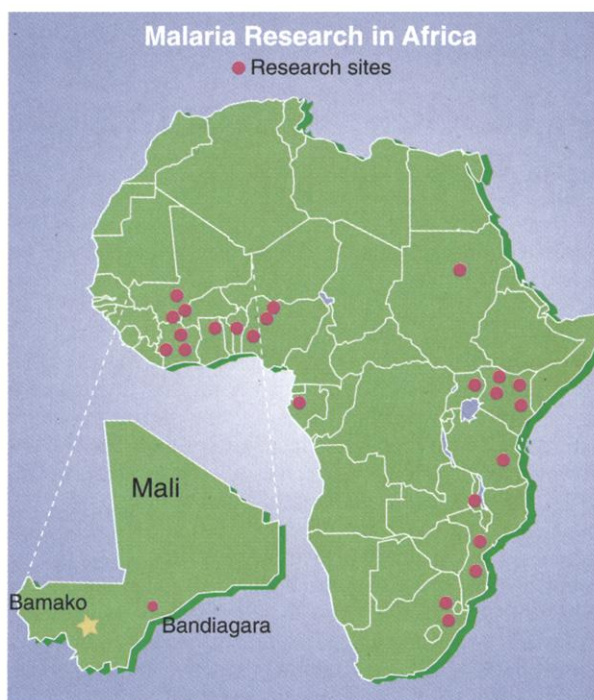 Malaria Research in Africa
Research sites
Mali
Bamako
Bandiagara